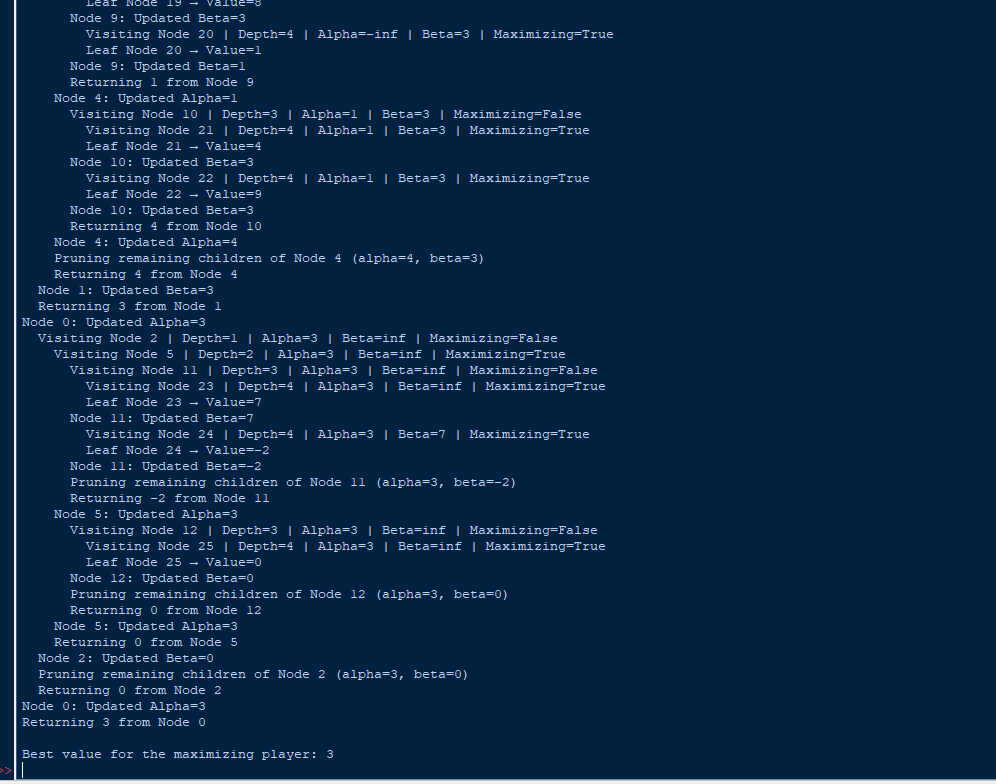 Leaf Node 19 → Value=8
Node 9: Updated Beta=3
Visiting Node 20 | Depth=4 | Alpha=-inf | Beta=3 | Maximizing=True
Leaf Node 20 → Value=1
Node 9: Updated Beta=1
Returning 1 from Node 9
Node 4: Updated Alpha=1
Visiting Node 10 | Depth=3 | Alpha=1 | Beta=3 | Maximizing=False
Visiting Node 21 | Depth=4 | Alpha=1 | Beta=3 | Maximizing=True
Leaf Node 21 → Value=4
Node 10: Updated Beta=3
Visiting Node 22 | Depth=4 | Alpha=1 | Beta=3 | Maximizing=True
Leaf Node 22 → Value=9
Node 10: Updated Beta=3
Returning 4 from Node 10
Node 4: Updated Alpha=4
Pruning remaining children of Node 4 (alpha=4, beta=3)
Returning 4 from Node 4
Node 1: Updated Beta=3
Returning 3 from Node 1
Node 0: Updated Alpha=3
Visiting Node 2 | Depth=1 | Alpha=3 | Beta=inf | Maximizing=False
Visiting Node 5 | Depth=2 | Alpha=3 | Beta=inf | Maximizing=True
Visiting Node 11 | Depth=3 | Alpha=3 | Beta=inf | Maximizing=False
Visiting Node 23 | Depth=4 | Alpha=3 | Beta=inf | Maximizing=True
Leaf Node 23 → Value=7
Node 11: Updated Beta=7
Visiting Node 24 | Depth=4 | Alpha=3 | Beta=7 | Maximizing=True
Leaf Node 24 → Value=-2
Node 11: Updated Beta=-2
Pruning remaining children of Node 11 (alpha=3, beta=-2)
Returning -2 from Node 11
Node 5: Updated Alpha=3
Visiting Node 12 | Depth=3 | Alpha=3 | Beta=inf | Maximizing=False
Visiting Node 25 | Depth=4 | Alpha=3 | Beta=inf | Maximizing=True
Leaf Node 25 → Value=0
Node 12: Updated Beta=0
Pruning remaining children of Node 12 (alpha=3, beta=0)
Returning 0 from Node 12
Node 5: Updated Alpha=3
Returning 0 from Node 5
Node 2: Updated Beta=0
Pruning remaining children of Node 2 (alpha=3, beta=0)
Returning 0 from Node 2
Node 0: Updated Alpha=3
Returning 3 from Node 0
Best value for the maximizing player: 3
>>